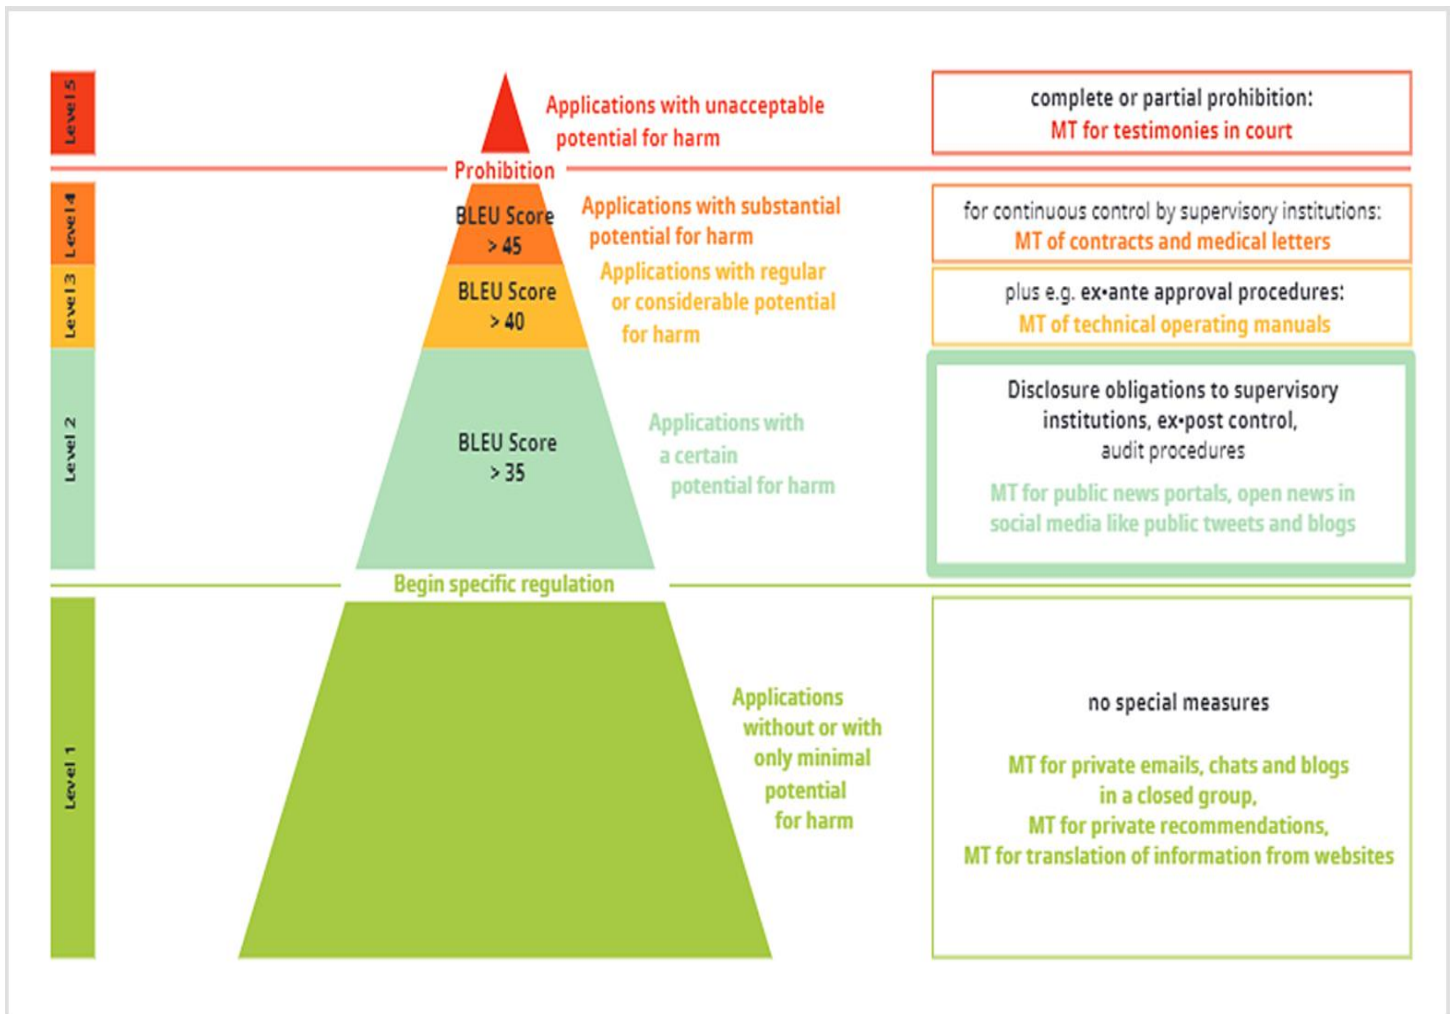 Level 5
Applications with unacceptable
potential for harm
complete or partial prohibition:
MT for testimonies in court
Prohibition
Level 4
BLEU Score
> 45
Applications with substantial
potential for harm
for continuous control by supervisory institutions:
MT of contracts and medical letters
Level 3
BLEU Score
> 40
Applications with regular
or considerable potential
for harm
plus e.g. ex•ante approval procedures:
MT of technical operating manuals
Level 2
BLEU Score
> 35
Applications with
a certain
potential for harm
Disclosure obligations to supervisory
institutions, ex•post control,
audit procedures
MT for public news portals, open news in
social media like public tweets and blogs
Begin specific regulation
Level 1
Applications
without or with
only minimal
potential
for harm
no special measures
MT for private emails, chats and blogs
in a closed group,
MT for private recommendations,
MT for translation of information from websites